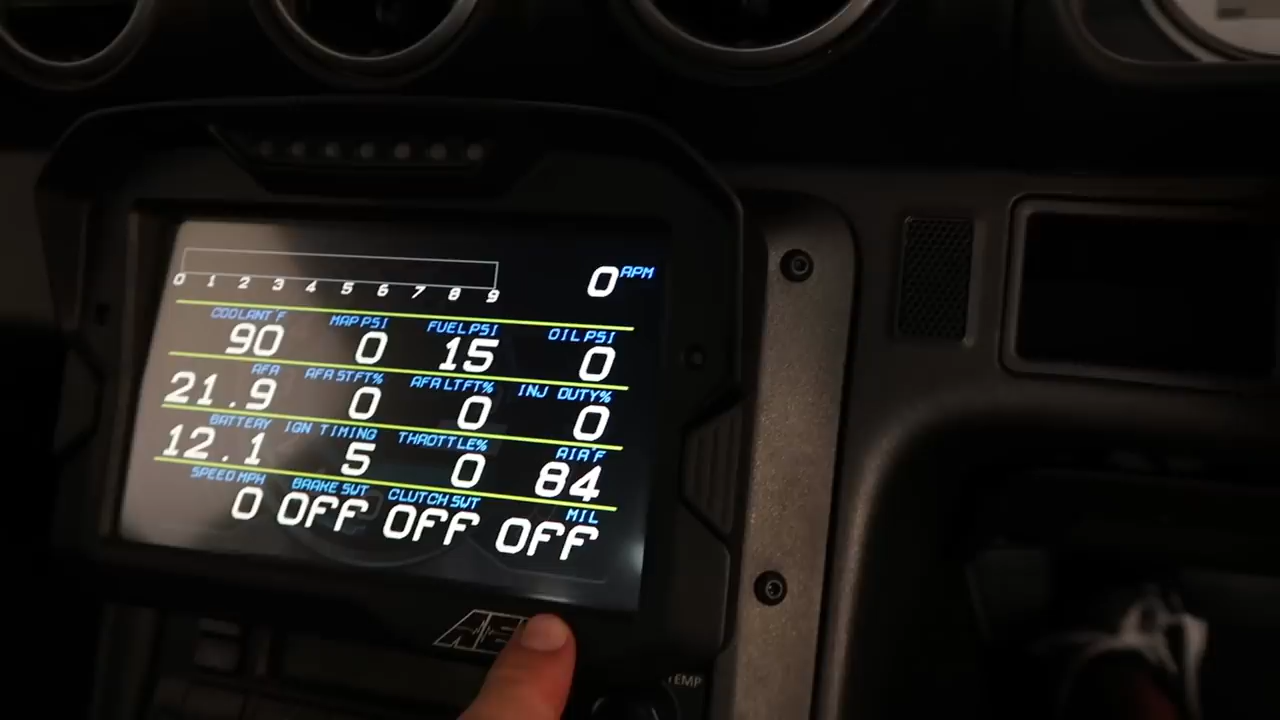 0 1 2 3 4 5 6 7 8 9
0 RPM
COOLANT°F MAP PSI FUEL PSI OIL PSI
90 0 15 0
AFR AFR STFT% AFR LTFT% INJ DUTY%
21.9 0 0 0
BATTERY IGN TIMING THROTTLE% AIR°F
12.1 5 0 84
SPEED MPH BRAKE SWT CLUTCH SWT MIL
0 OFF OFF OFF
TEMP